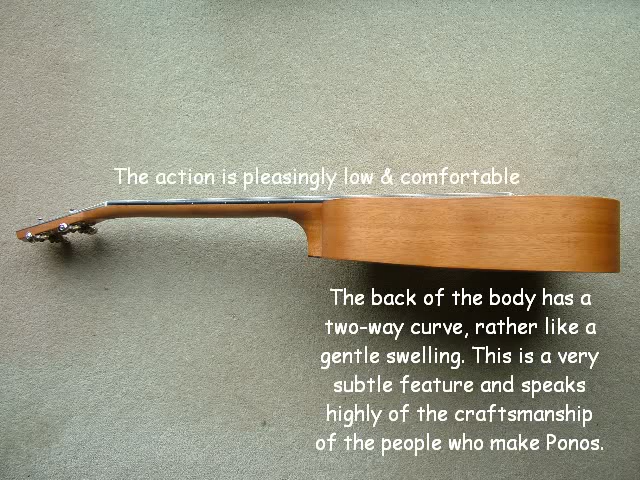 The action is pleasingly low & comfortable
The back of the body has a
two-way curve, rather like a
gentle swelling. This is a very
subtle feature and speaks
highly of the craftsmanship
of the people who make Ponos.